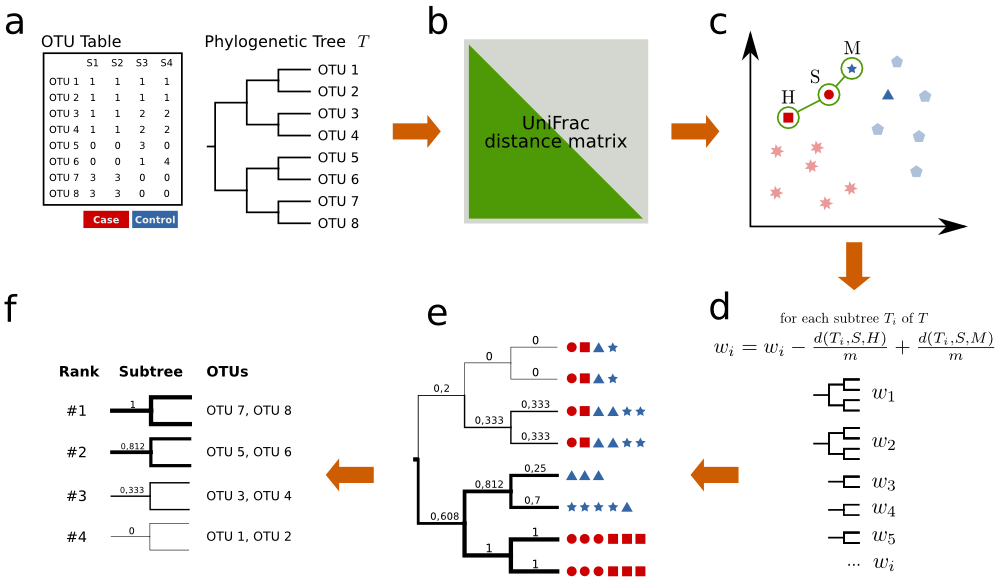 a
OTU Table
S1 S2 S3 S4
OTU 1 1 1 1 1
OTU 2 1 1 1 1
OTU 3 1 1 2 2
OTU 4 1 1 2 2
OTU 5 0 0 3 0
OTU 6 0 0 1 4
OTU 7 3 3 0 0
OTU 8 3 3 0 0
Case Control
Phylogenetic Tree T
OTU 1
OTU 2
OTU 3
OTU 4
OTU 5
OTU 6
OTU 7
OTU 8
b
UniFrac
distance matrix
c
M
S
H
d
for each subtree T_i of T
w_i = w_i - \frac{d(T_i,S,H)}{m} + \frac{d(T_i,S,M)}{m}
w_1
w_2
w_3
w_4
w_5
... w_i
e
0
0
0
0,2
0,333
0,333
0,333
0,25
0,812
0,7
0,608
1
1
1
f
Rank Subtree OTUs
#1 1 OTU 7, OTU 8
#2 0,812 OTU 5, OTU 6
#3 0,333 OTU 3, OTU 4
#4 0 OTU 1, OTU 2